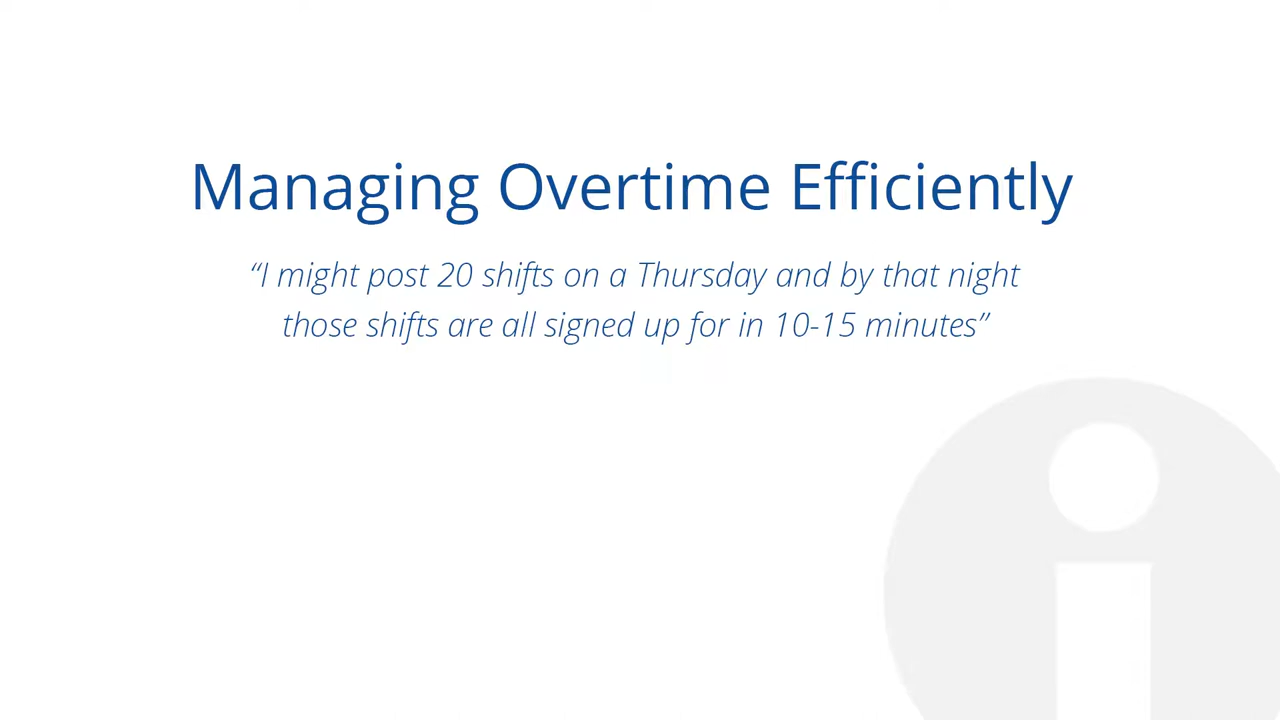 Managing Overtime Efficiently
“I might post 20 shifts on a Thursday and by that night
those shifts are all signed up for in 10-15 minutes”